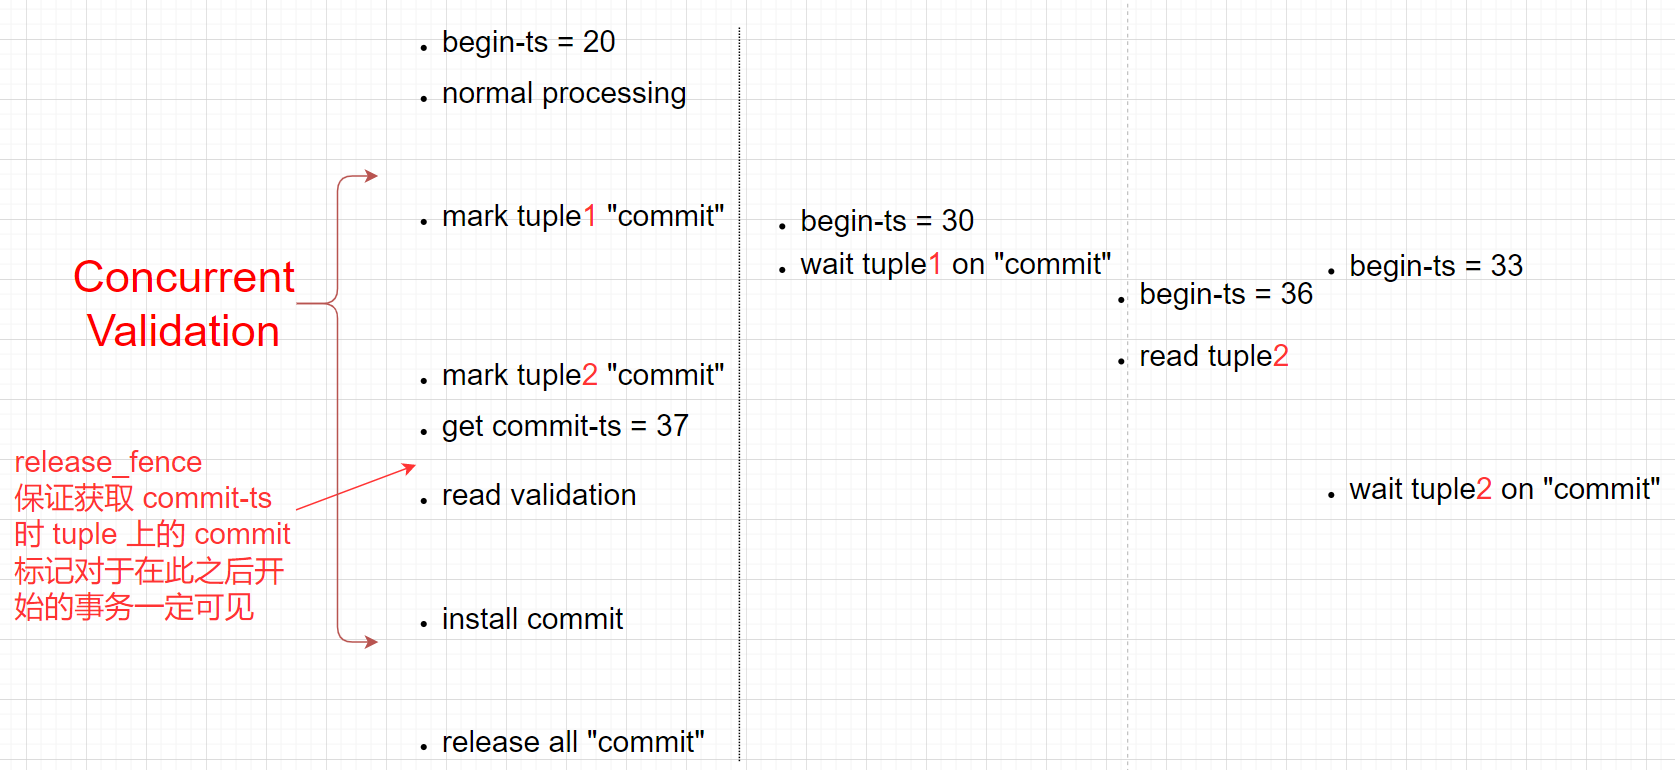 begin-ts = 20
normal processing
mark tuple1 "commit"
mark tuple2 "commit"
get commit-ts = 37
read validation
install commit
release all "commit"
Concurrent
Validation
release_fence
保证获取 commit-ts
时 tuple 上的 commit
标记对于在此之后开
始的事务一定可见
begin-ts = 30
wait tuple1 on "commit"
begin-ts = 36
read tuple2
begin-ts = 33
wait tuple2 on "commit"